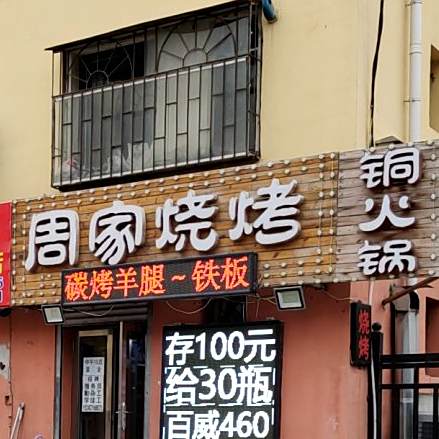 周家烧烤
铜火锅
碳烤羊腿～铁板
存100元
给30瓶
百威460
烧烤